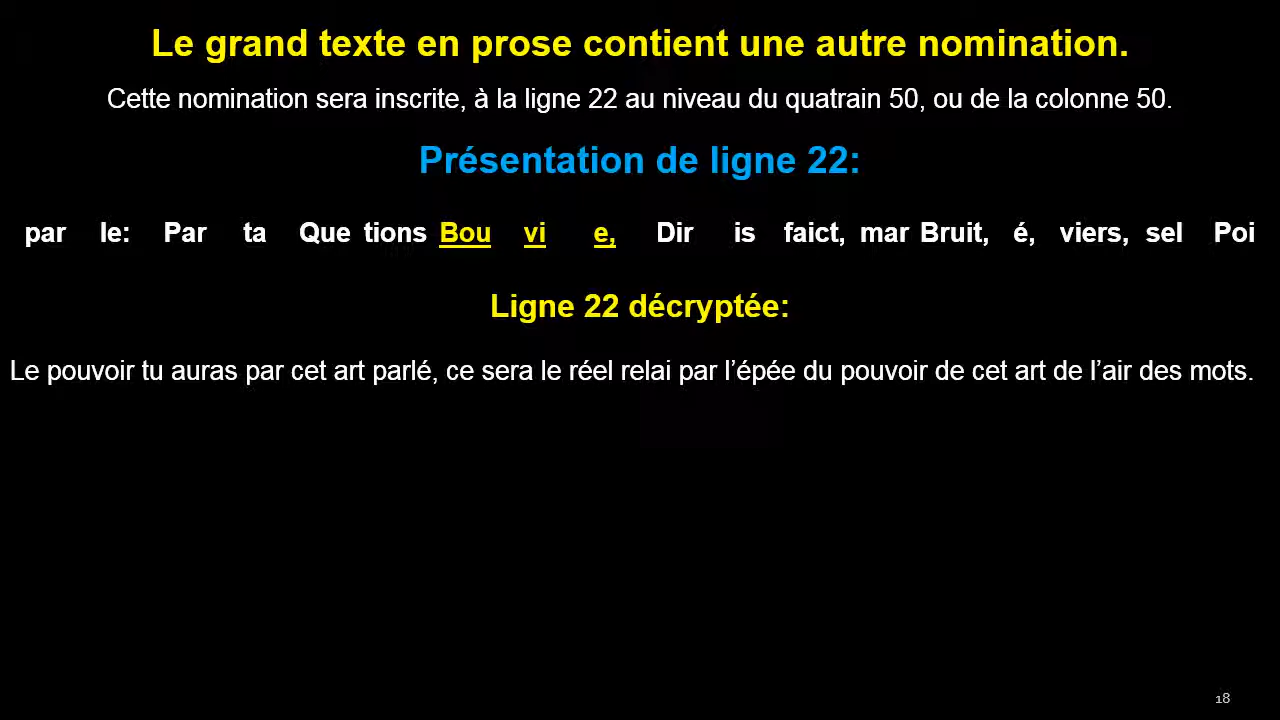 Le grand texte en prose contient une autre nomination.
Cette nomination sera inscrite, à la ligne 22 au niveau du quatrain 50, ou de la colonne 50.
Présentation de ligne 22:
par le: Par ta Que tions Bou vi e, Dir is faict, mar Bruit, é, viers, sel Poi
Ligne 22 décryptée:
Le pouvoir tu auras par cet art parlé, ce sera le réel relai par l’épée du pouvoir de cet art de l’air des mots.
18